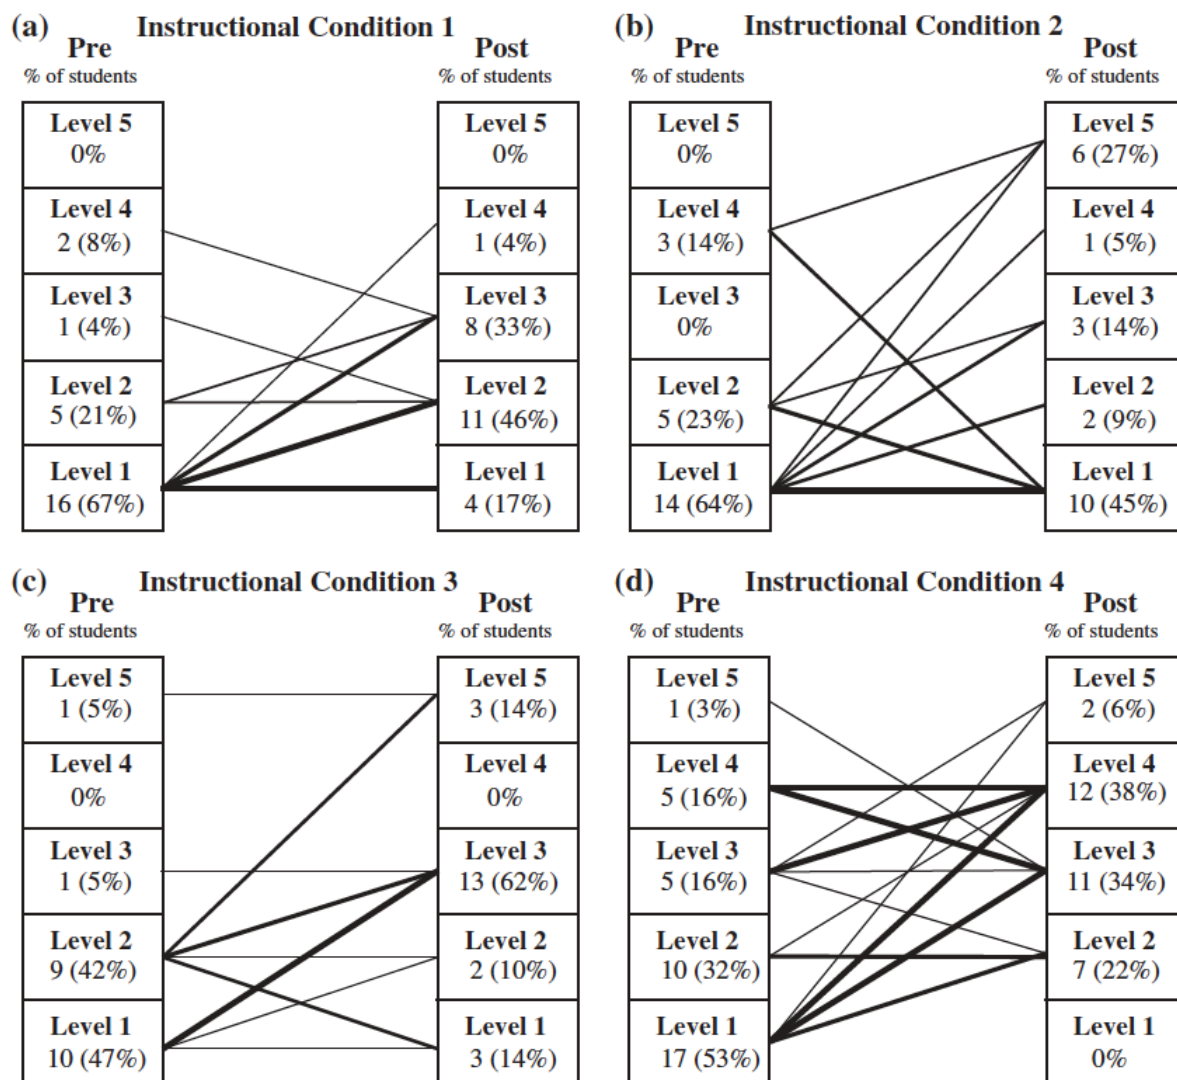 (a) Instructional Condition 1
Pre
% of students
Post
% of students
Level 5
0%
Level 4
2 (8%)
Level 3
1 (4%)
Level 2
5 (21%)
Level 1
16 (67%)
Level 5
0%
Level 4
1 (4%)
Level 3
8 (33%)
Level 2
11 (46%)
Level 1
4 (17%)
(b) Instructional Condition 2
Pre
% of students
Post
% of students
Level 5
0%
Level 4
3 (14%)
Level 3
0%
Level 2
5 (23%)
Level 1
14 (64%)
Level 5
6 (27%)
Level 4
1 (5%)
Level 3
3 (14%)
Level 2
2 (9%)
Level 1
10 (45%)
(c) Instructional Condition 3
Pre
% of students
Post
% of students
Level 5
1 (5%)
Level 4
0%
Level 3
1 (5%)
Level 2
9 (42%)
Level 1
10 (47%)
Level 5
3 (14%)
Level 4
0%
Level 3
13 (62%)
Level 2
2 (10%)
Level 1
3 (14%)
(d) Instructional Condition 4
Pre
% of students
Post
% of students
Level 5
1 (3%)
Level 4
5 (16%)
Level 3
5 (16%)
Level 2
10 (32%)
Level 1
17 (53%)
Level 5
2 (6%)
Level 4
12 (38%)
Level 3
11 (34%)
Level 2
7 (22%)
Level 1
0%